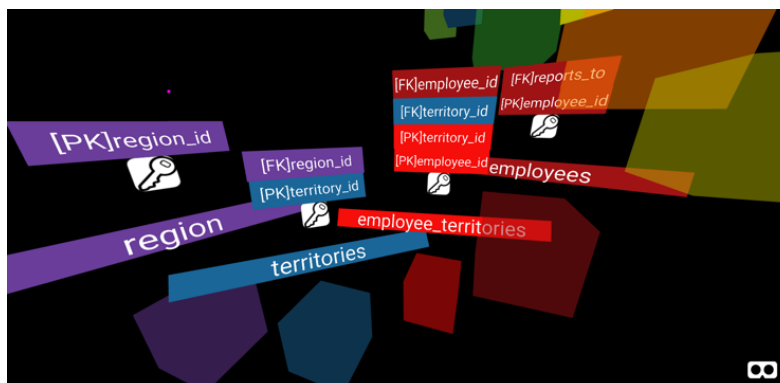 [PK]region_id
region
[FK]region_id
[PK]territory_id
territories
[FK]employee_id
[FK]territory_id
[PK]territory_id
[PK]employee_id
employee_territories
[FK]reports_to
[PK]employee_id
employees